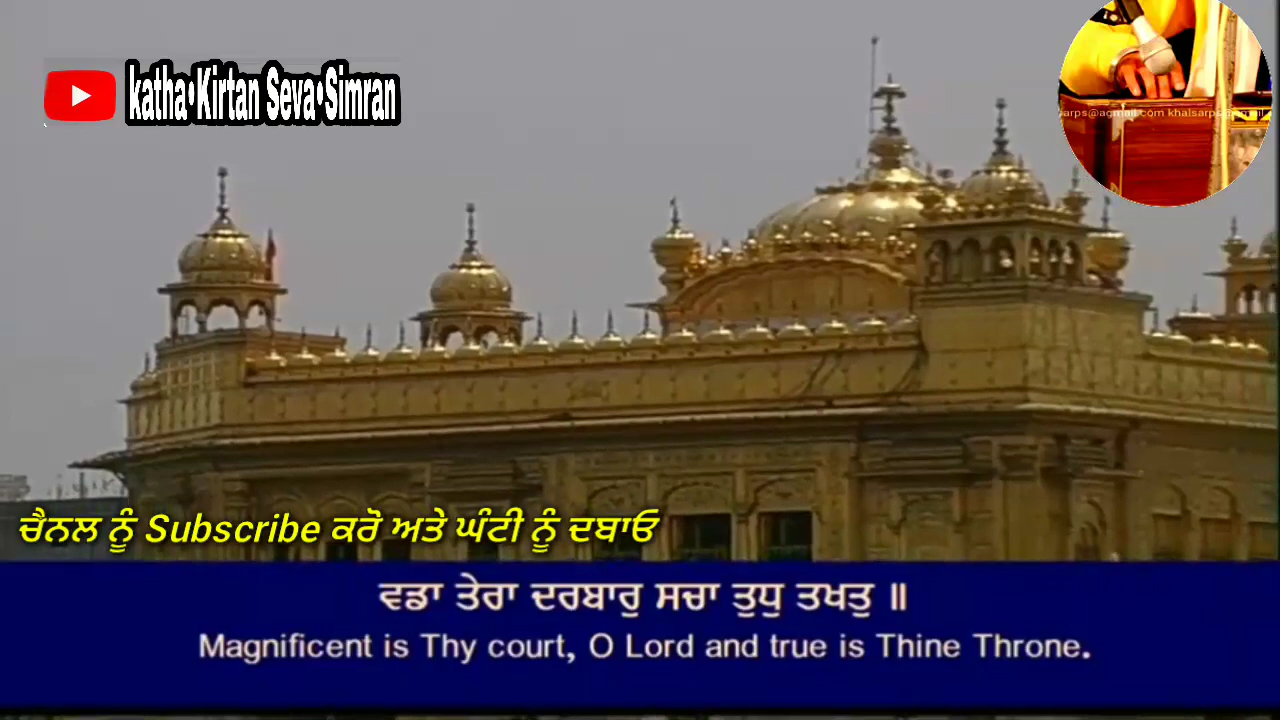 katha•Kirtan Seva•Simran
ਚੈਨਲ ਨੂੰ Subscribe ਕਰੋ ਅਤੇ ਘੰਟੀ ਨੂੰ ਦਬਾਓ
ਵਡਾ ਤੇਰਾ ਦਰਬਾਰੁ ਸਚਾ ਤੁਧੁ ਤਖਤੁ ॥
Magnificent is Thy court, O Lord and true is Thine Throne.